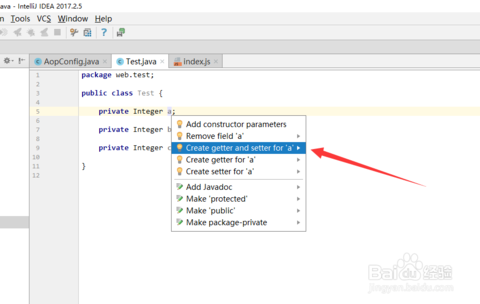 ava - IntelliJ IDEA 2017.2.5
n Tools VCS Window Help
AopConfig.java Test.java index.js
1 package web.test;
2
3 public class Test {
4
5 private Integer a;
6
7 private Integer b
8
9 private Integer c
10
11 }
12
Add constructor parameters
Remove field 'a'
Create getter and setter for 'a'
Create getter for 'a'
Create setter for 'a'
Add Javadoc
Make 'protected'
Make 'public'
Make package-private
Baidu 百度 经验
jingyan.baidu.com